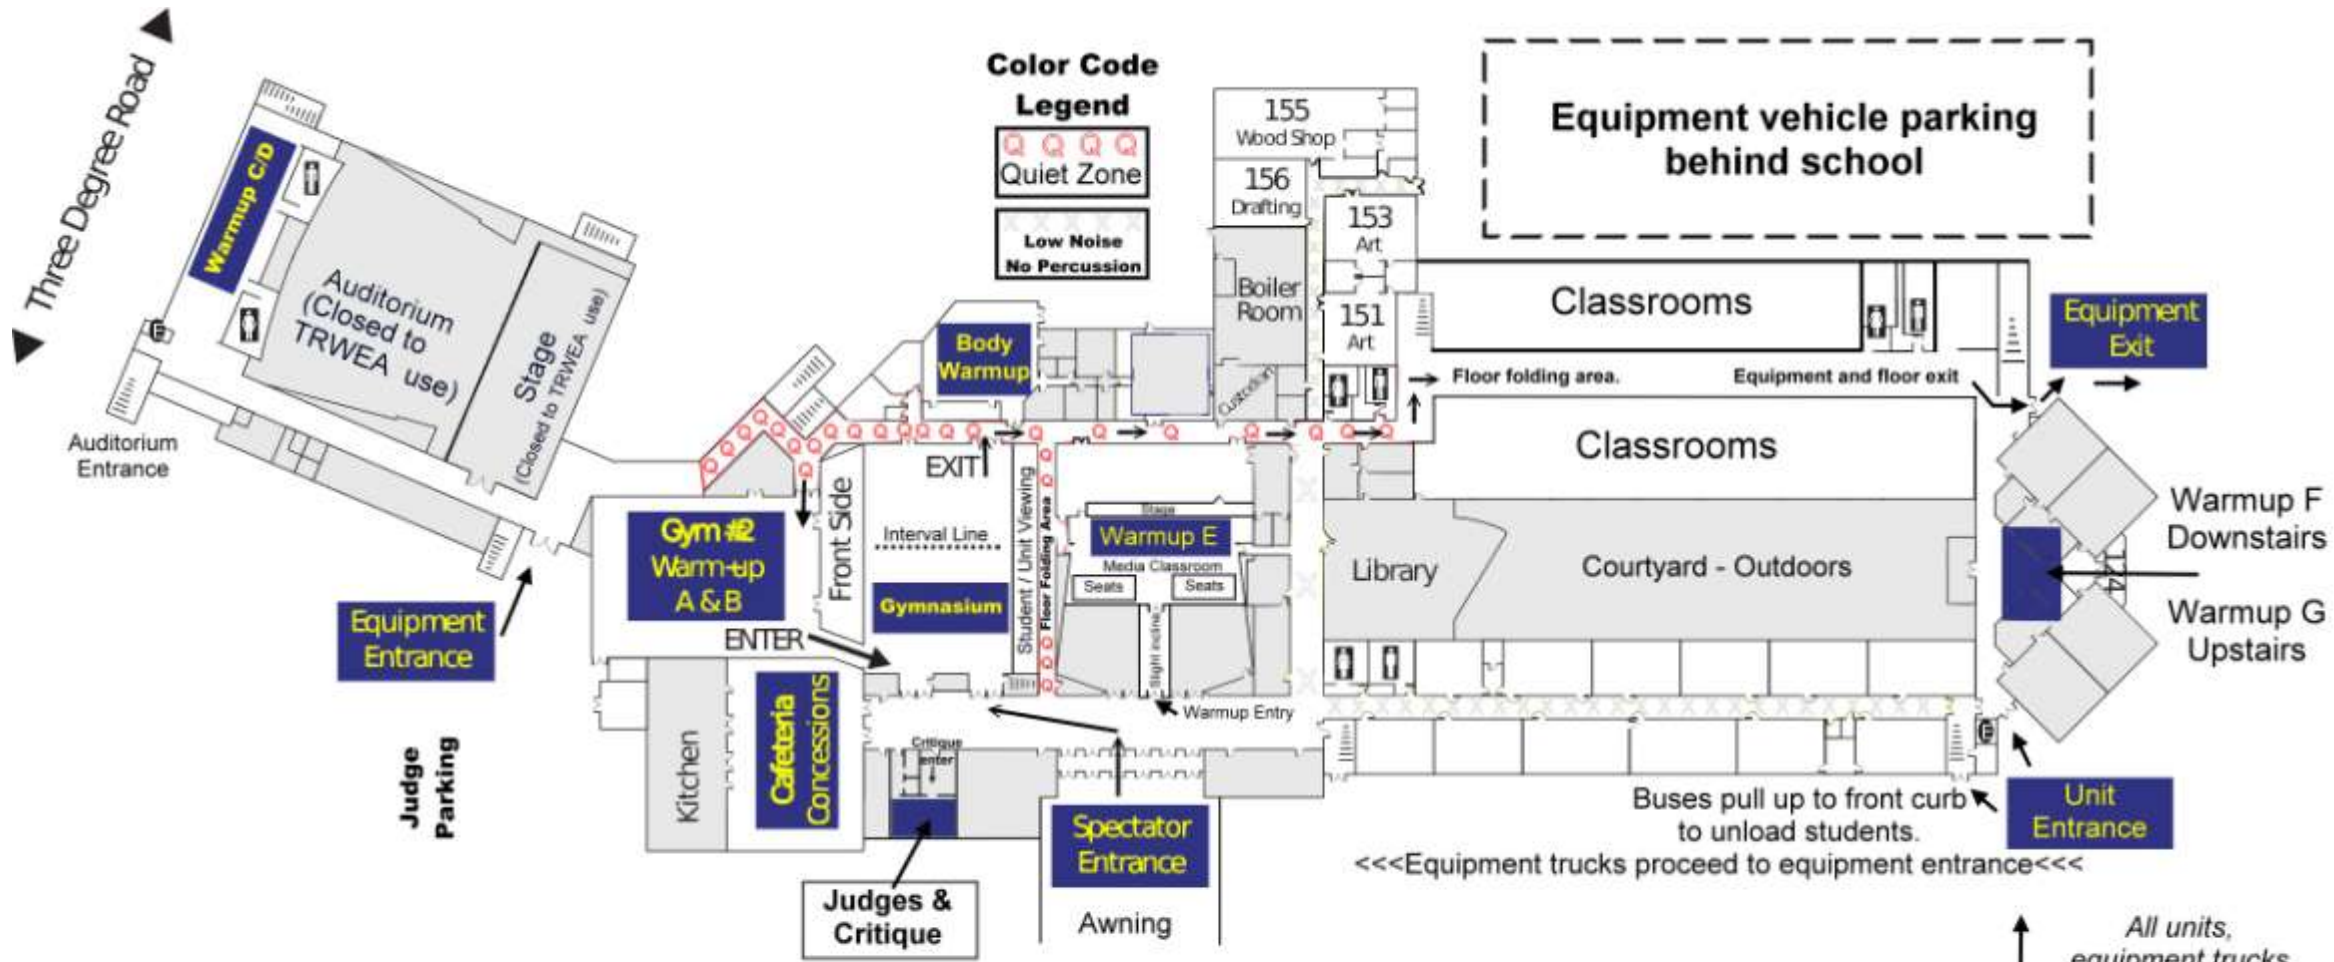 Three Degree Road
Warmup C/D
Auditorium
(Closed to
TRWEA use)
Stage
(Closed to TRWEA use)
Auditorium
Entrance
Equipment
Entrance
Color Code
Legend
Q Q Q Q
Quiet Zone
X X X X X
Low Noise
No Percussion
155
Wood Shop
156
Drafting
153
Art
Boiler
Room
151
Art
Custodian
Equipment vehicle parking
behind school
Classrooms
Equipment
Exit
Floor folding area.
Equipment and floor exit
Classrooms
Body
Warmup
EXIT
Front Side
Interval Line
Gymnasium
Student / Unit Viewing
Floor Folding Area
Gym #2
Warm-up
A & B
ENTER
Stage
Warmup E
Media Classroom
Seats
Seats
Slight incline
Warmup Entry
Library
Courtyard - Outdoors
124
Warmup F
Downstairs
Warmup G
Upstairs
Kitchen
Cafeteria
Concessions
Critique
enter
Judge
Parking
Judges &
Critique
Spectator
Entrance
Awning
Buses pull up to front curb
to unload students.
<<<Equipment trucks proceed to equipment entrance<<<
Unit
Entrance
All units,
equipment trucks